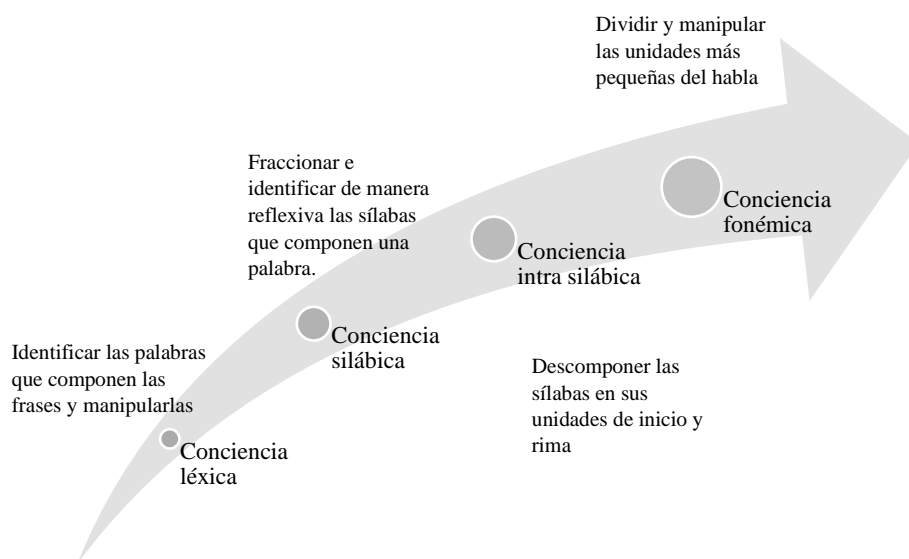 Dividir y manipular
las unidades más
pequeñas del habla
Fraccionar e
identificar de manera
reflexiva las sílabas
que componen una
palabra.
Conciencia
fonémica
Conciencia
intra silábica
Conciencia
silábica
Identificar las palabras
que componen las
frases y manipularlas
Descomponer las
sílabas en sus
unidades de inicio y
rima
Conciencia
léxica